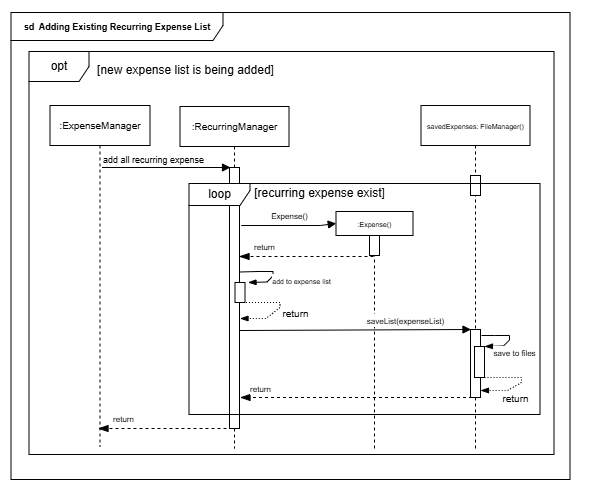 sd Adding Existing Recurring Expense List
opt
[new expense list is being added]
:ExpenseManager
:RecurringManager
savedExpenses: FileManager()
add all recurring expense
loop
[recurring expense exist]
Expense()
:Expense()
return
add to expense list
return
saveList(expenseList)
save to files
return
return
return